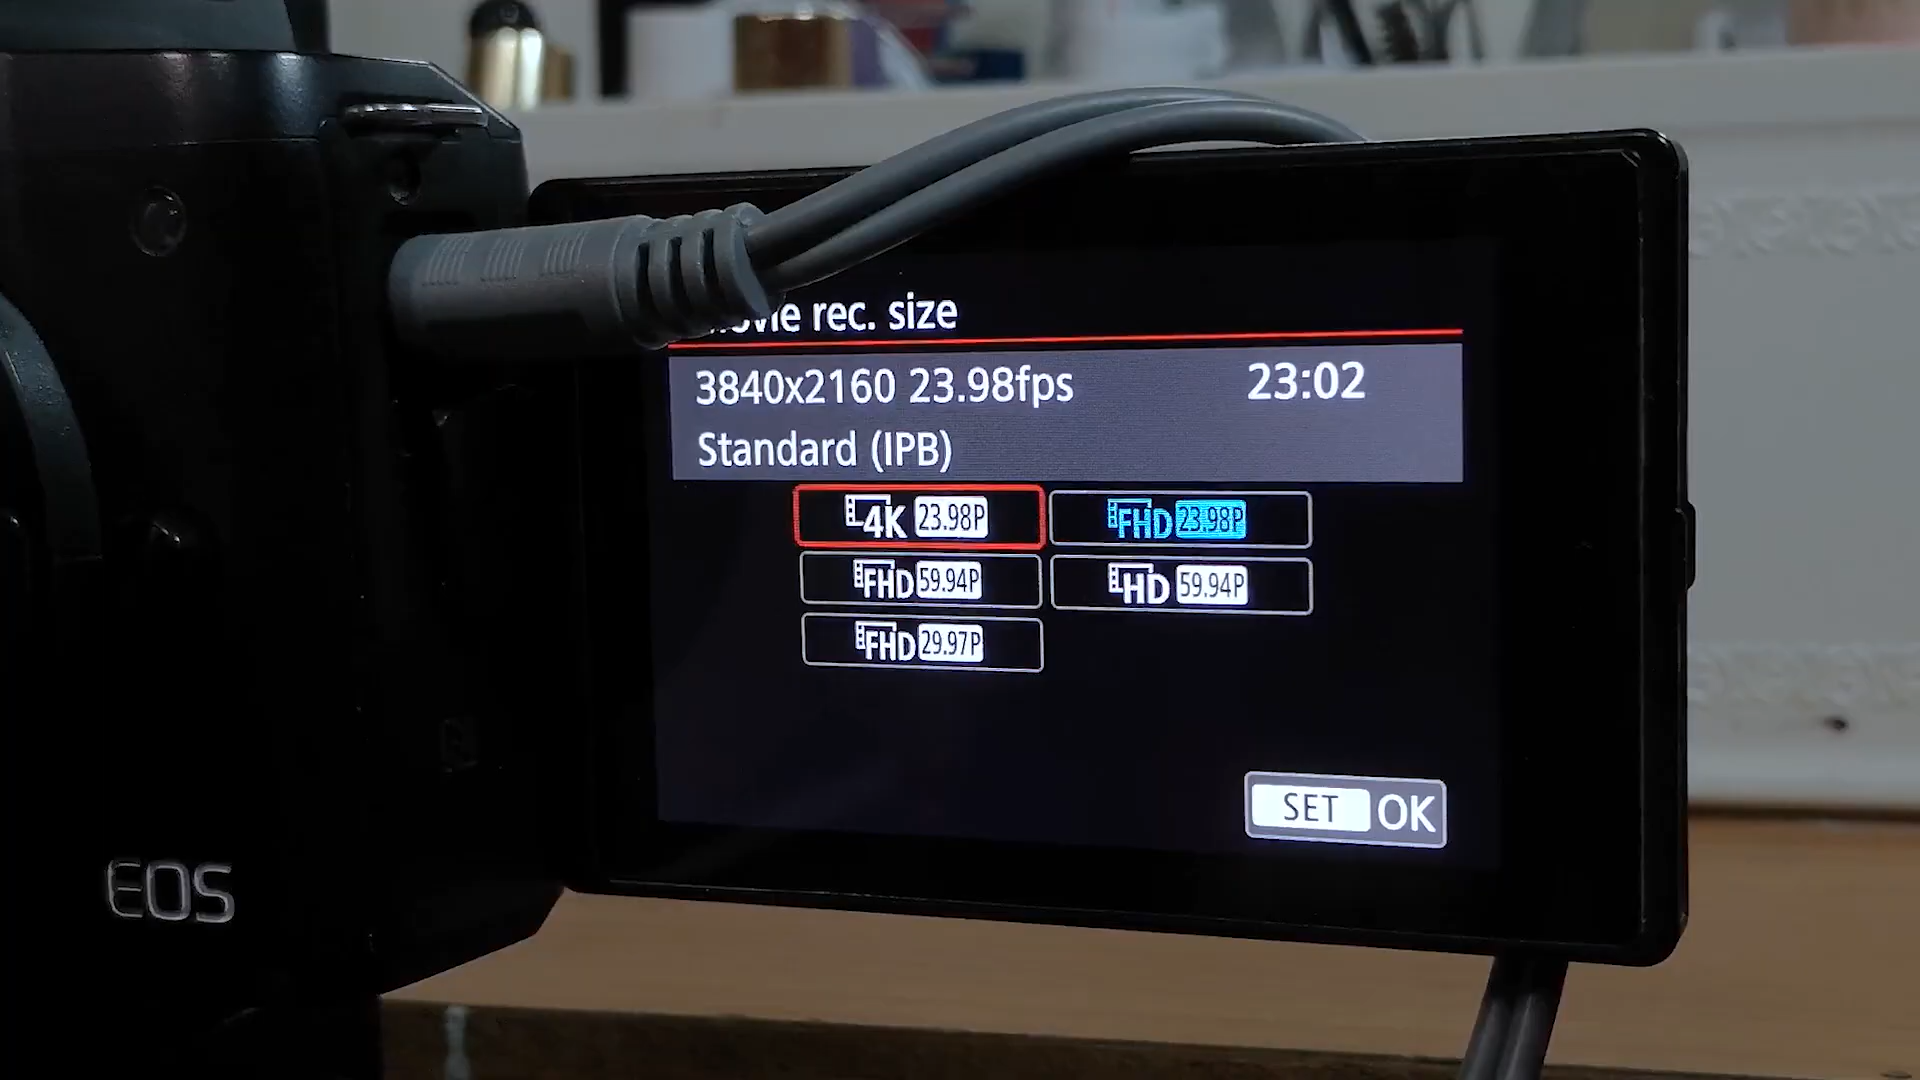 rec. size
3840x2160 23.98fps 23:02
Standard (IPB)
4K 23.98P FHD 23.98P
FHD 59.94P HD 59.94P
FHD 29.97P
SET OK
EOS